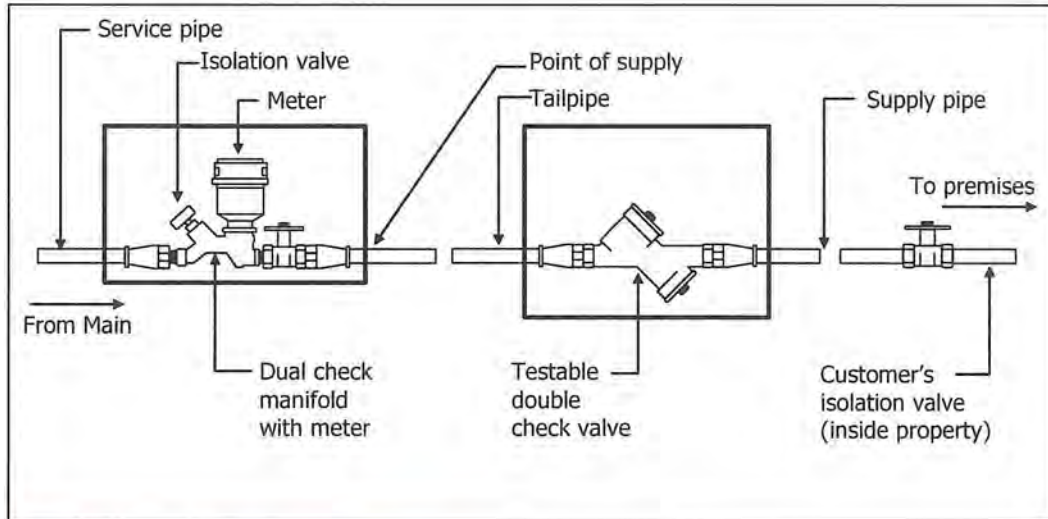 Service pipe
Isolation valve
Meter
Point of supply
Tailpipe
Supply pipe
To premises
From Main
Dual check
manifold
with meter
Testable
double
check valve
Customer's
isolation valve
(inside property)